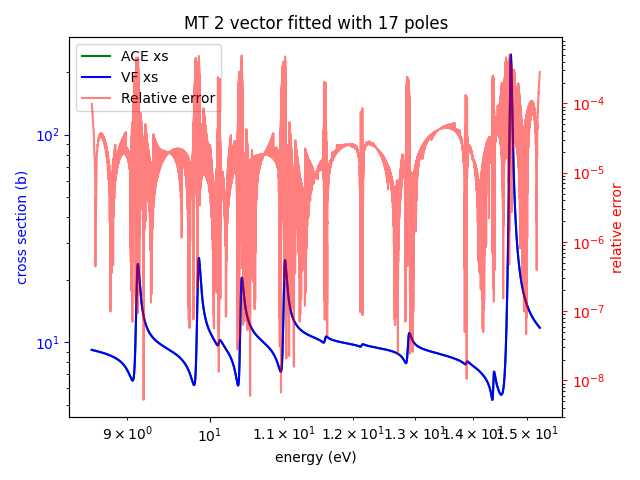 MT 2 vector fitted with 17 poles
ACE xs
VF xs
Relative error
cross section (b)
10²
10¹
relative error
10⁻⁴
10⁻⁵
10⁻⁶
10⁻⁷
10⁻⁸
9×10⁰ 10¹ 1.1×10¹ 1.2×10¹ 1.3×10¹ 1.4×10¹ 1.5×10¹
energy (eV)